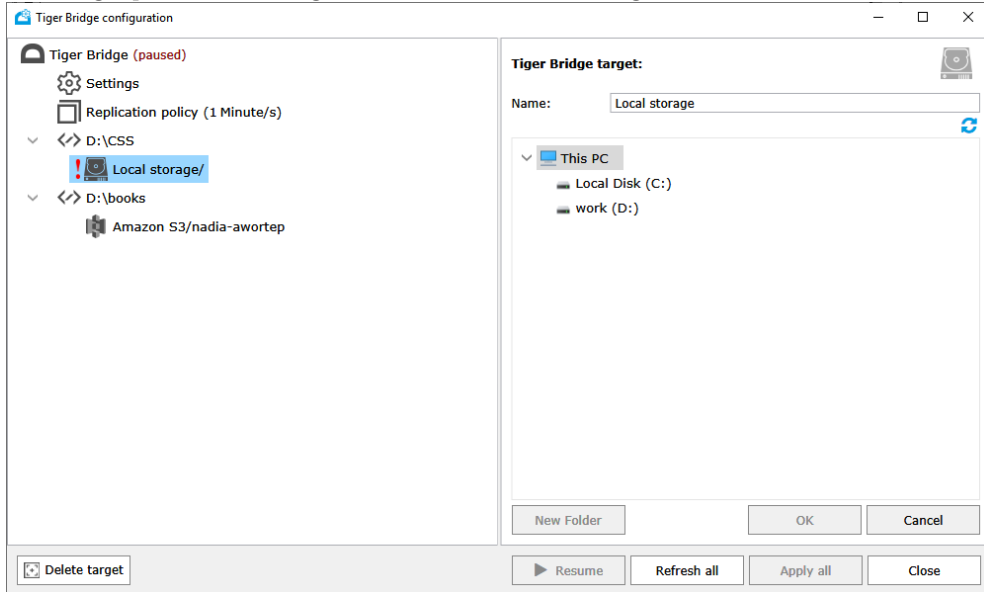 Tiger Bridge configuration
Tiger Bridge (paused)
Settings
Replication policy (1 Minute/s)
D:\CSS
Local storage/
D:\books
Amazon S3/nadia-awortep
Tiger Bridge target:
Name: Local storage
This PC
Local Disk (C:)
work (D:)
New Folder OK Cancel
Delete target Resume Refresh all Apply all Close